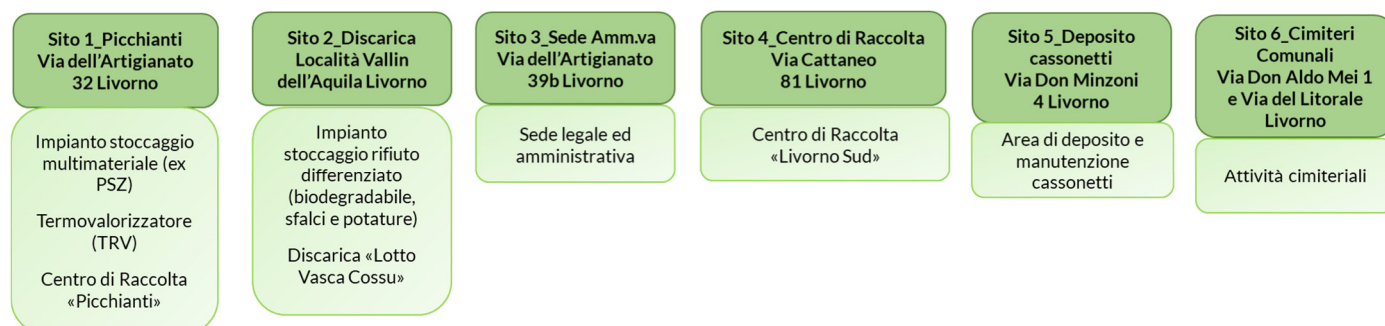 Sito 1_Picchianti
Via dell’Artigianato
32 Livorno
Impianto stoccaggio
multimateriale (ex
PSZ)
Termovalorizzatore
(TRV)
Centro di Raccolta
«Picchianti»
Sito 2_Discarica
Località Vallin
dell’Aquila Livorno
Impianto
stoccaggio rifiuto
differenziato
(biodegradabile,
sfalci e potature)
Discarica «Lotto
Vasca Cossu»
Sito 3_Sede Amm.va
Via dell’Artigianato
39b Livorno
Sede legale ed
amministrativa
Sito 4_Centro di Raccolta
Via Cattaneo
81 Livorno
Centro di Raccolta
«Livorno Sud»
Sito 5_Deposito
cassonetti
Via Don Minzoni
4 Livorno
Area di deposito e
manutenzione
cassonetti
Sito 6_Cimiteri
Comunali
Via Don Aldo Mei 1
e Via del Litorale
Livorno
Attività cimiteriali